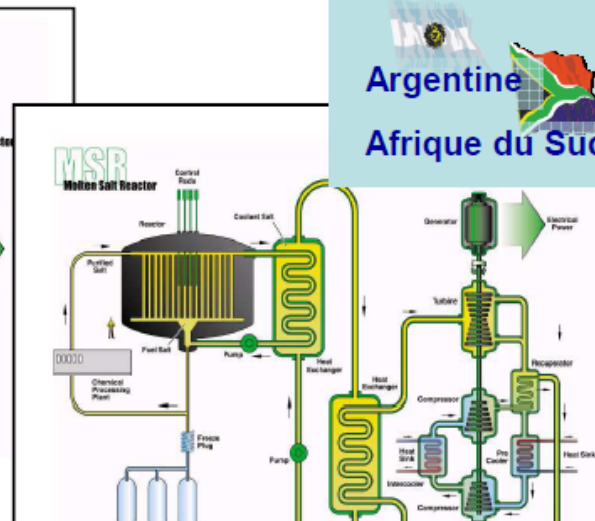 Argentine
Afrique du Sud
MSR
Molten Salt Reactor
Control
Rods
Reactor
Coolant Salt
Purified
Salt
Generator
Electrical
Power
Turbine
Fuel Salt
Pump
Heat
Exchanger
Chemical
Processing
Plant
Heat
Exchanger
Recuperator
Compressor
Freeze
Plug
Pump
Heat
Sink
Pre
Cooler
Heat Sink
Intercooler
Compressor